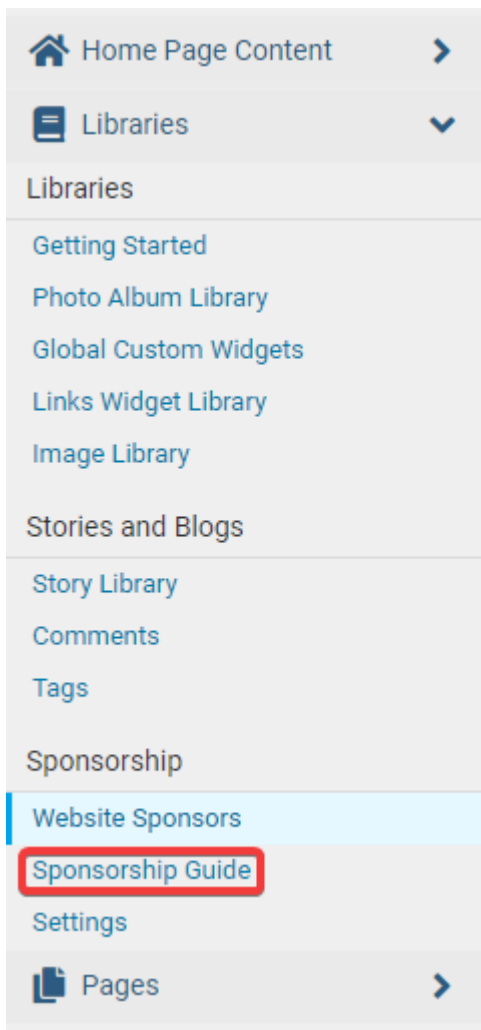 Home Page Content
Libraries
Libraries
Getting Started
Photo Album Library
Global Custom Widgets
Links Widget Library
Image Library
Stories and Blogs
Story Library
Comments
Tags
Sponsorship
Website Sponsors
Sponsorship Guide
Settings
Pages